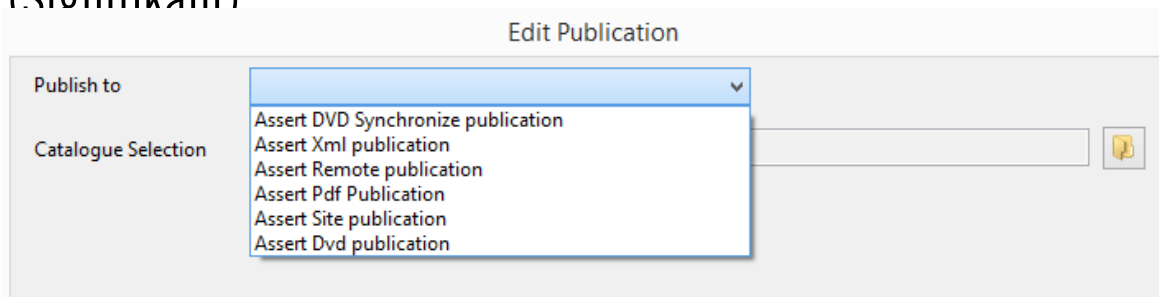 Edit Publication
Publish to
Assert DVD Synchronize publication
Assert Xml publication
Catalogue Selection
Assert Remote publication
Assert Pdf Publication
Assert Site publication
Assert Dvd publication